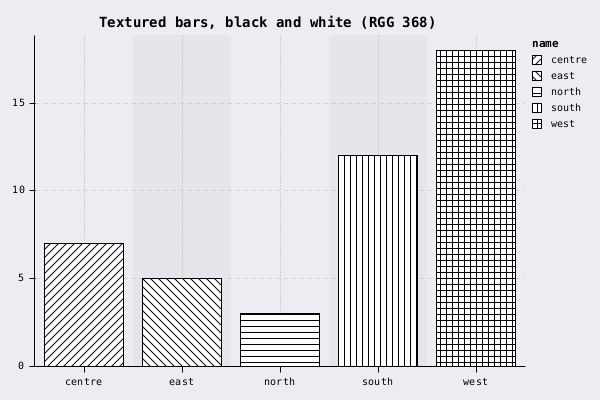 Textured bars, black and white (RGG 368)
name
centre
east
north
south
west
15
10
5
0
centre east north south west